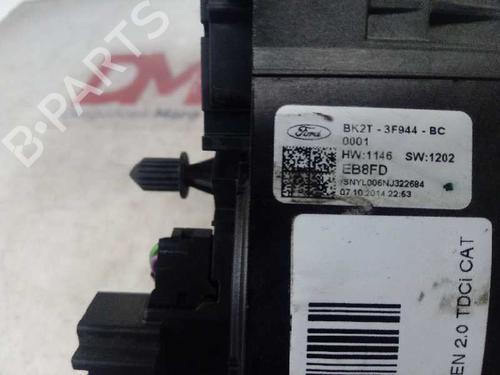 B-PARTS
DM
Ford
BK2T - 3F944 - BC
0001
HW:1146 SW:1202
EB8FD
/SNYL006NJ322684
07.10.2014 22:53
EN 2.0 TDCi CAT